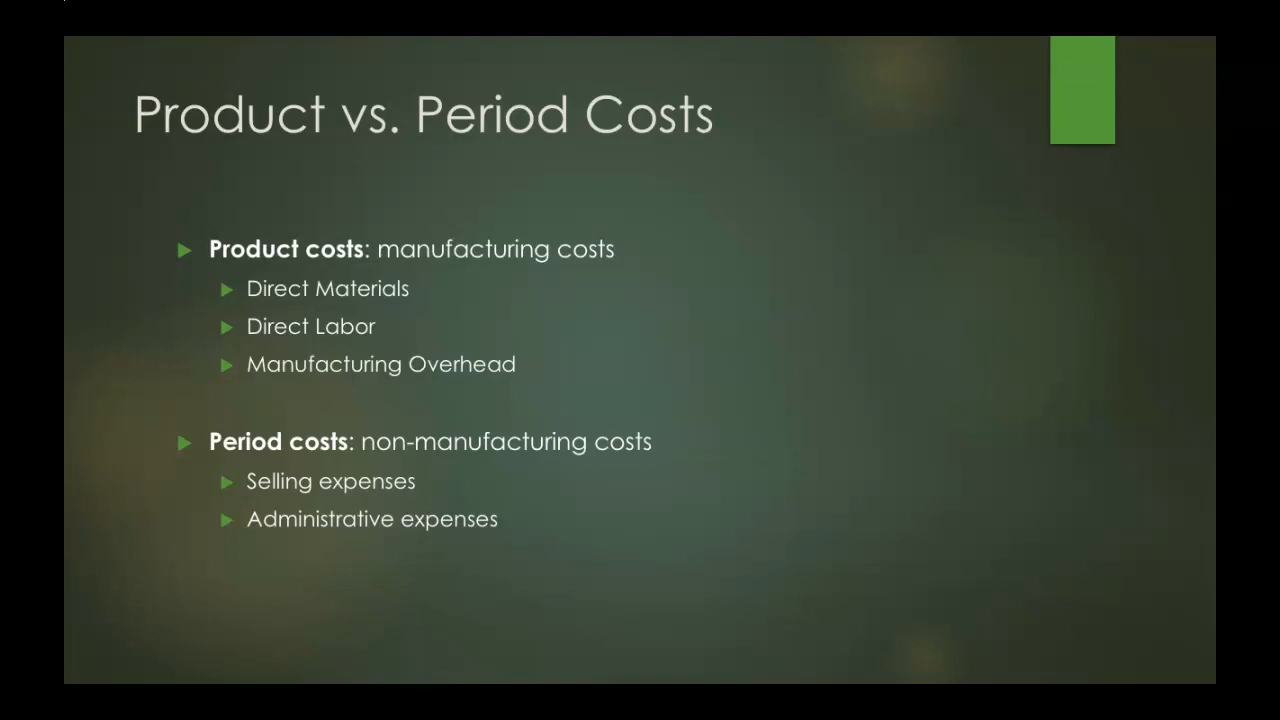 Product vs. Period Costs
Product costs: manufacturing costs
Direct Materials
Direct Labor
Manufacturing Overhead
Period costs: non-manufacturing costs
Selling expenses
Administrative expenses